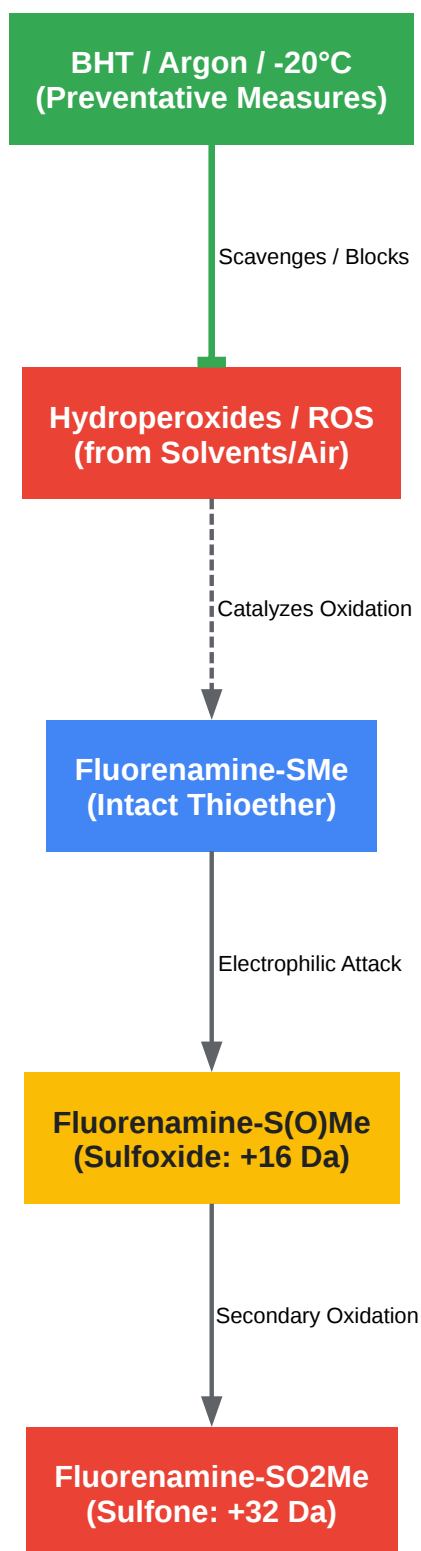 BHT / Argon / -20°C
(Preventative Measures)
Scavenges / Blocks
Hydroperoxides / ROS
(from Solvents/Air)
Catalyzes Oxidation
Fluorenamine-SMe
(Intact Thioether)
Electrophilic Attack
Fluorenamine-S(O)Me
(Sulfoxide: +16 Da)
Secondary Oxidation
Fluorenamine-SO2Me
(Sulfone: +32 Da)